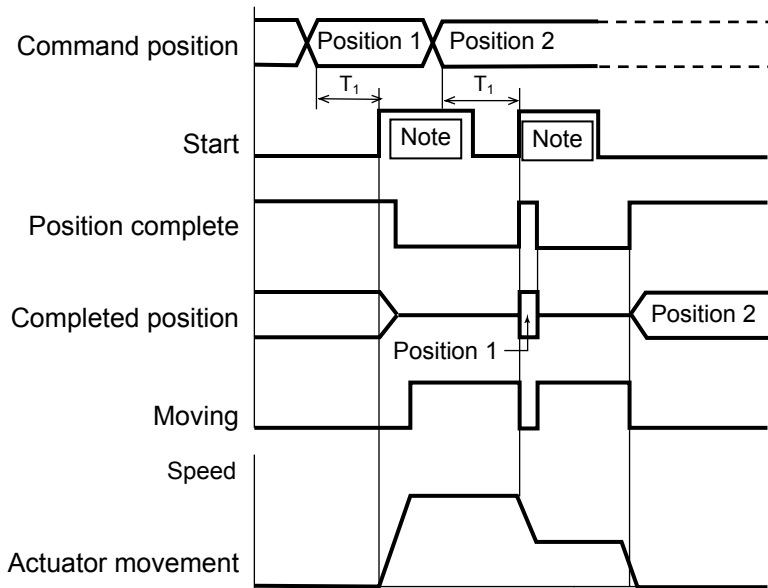 Command position
Position 1
Position 2
T₁
T₁
Start
Note
Note
Position complete
Completed position
Position 2
Position 1
Moving
Speed
Actuator movement